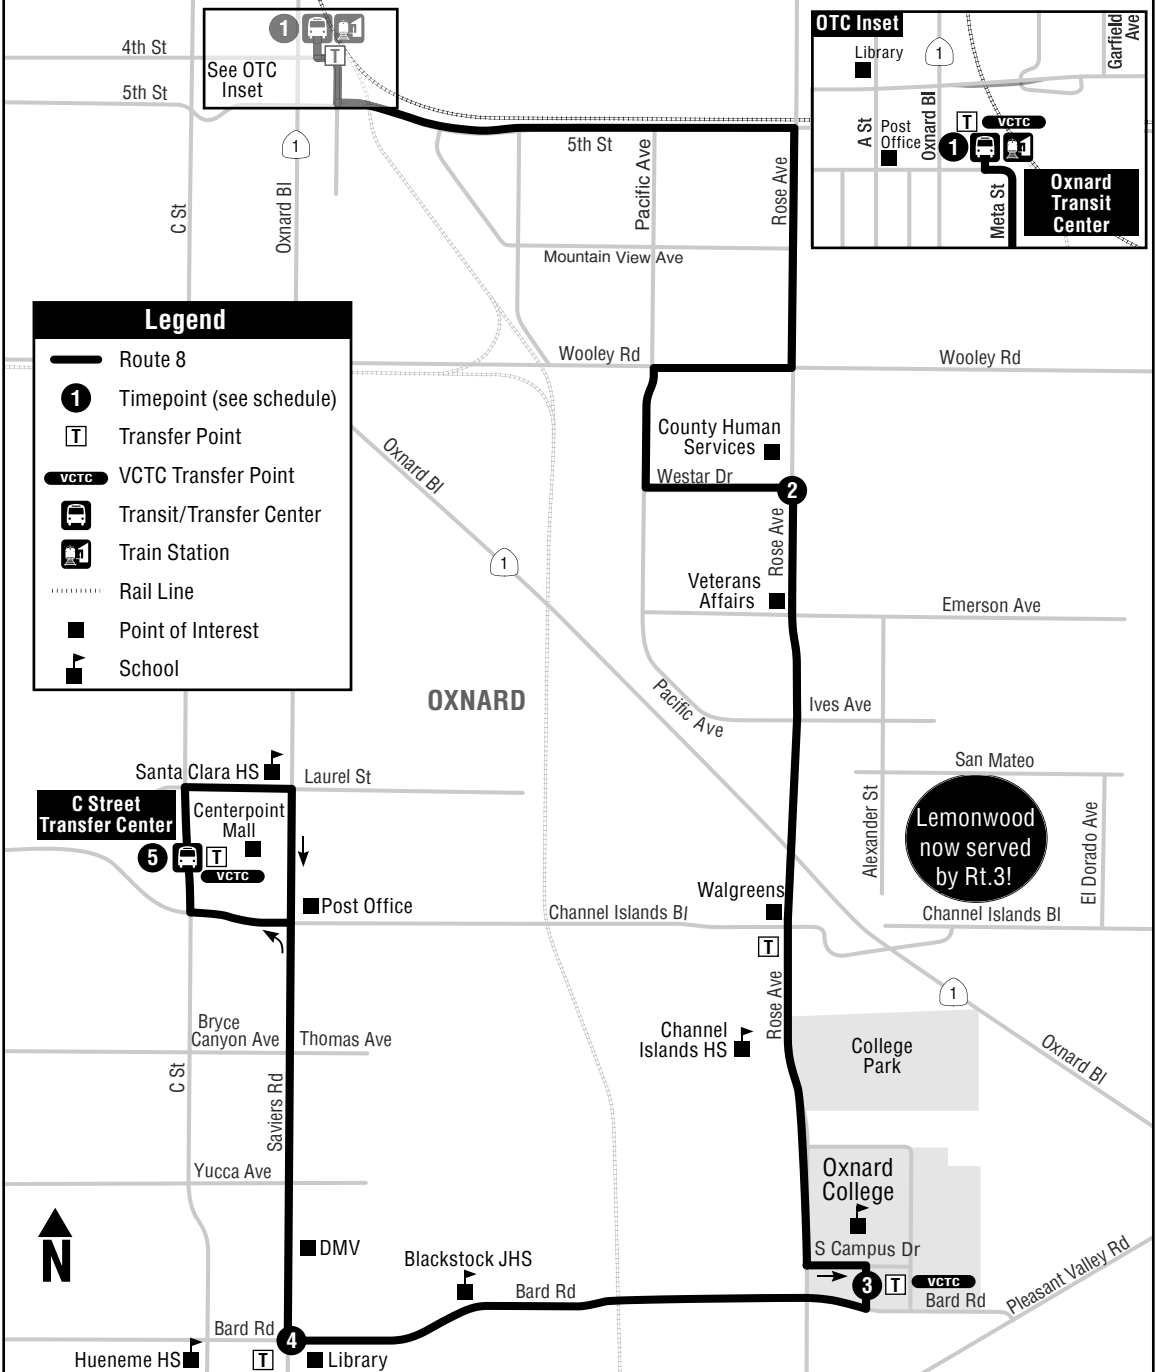 4th St
5th St
See OTC
Inset
1
T
1
C St
Oxnard Bl
5th St
Pacific Ave
Rose Ave
Mountain View Ave
OTC Inset
Library
1
Garfield
Ave
A St
Post
Office
Oxnard Bl
T
VCTC
1
Meta St
Oxnard
Transit
Center
Legend
Route 8
1
Timepoint (see schedule)
T
Transfer Point
VCTC
VCTC Transfer Point
Transit/Transfer Center
Train Station
Rail Line
Point of Interest
School
Wooley Rd
Wooley Rd
County Human
Services
Westar Dr
2
Oxnard Bl
1
Rose Ave
Veterans
Affairs
Emerson Ave
OXNARD
Pacific Ave
Ives Ave
San Mateo
Santa Clara HS
Laurel St
C Street
Transfer Center
Centerpoint
Mall
5
T
VCTC
Alexander St
Lemonwood
now served
by Rt.3!
El Dorado Ave
Walgreens
Post Office
Channel Islands Bl
Channel Islands Bl
T
Rose Ave
1
Bryce
Canyon Ave
Thomas Ave
Channel
Islands HS
College
Park
Oxnard Bl
C St
Saviers Rd
Yucca Ave
Oxnard
College
N
DMV
Blackstock JHS
S Campus Dr
3
T
VCTC
Bard Rd
Bard Rd
Pleasant Valley Rd
Bard Rd
4
Hueneme HS
T
Library